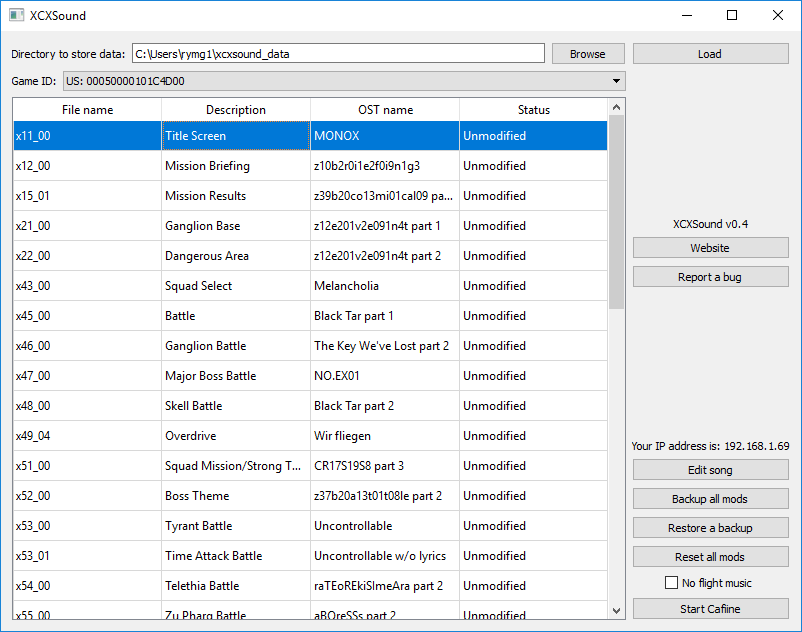 XCXSound
Directory to store data: C:\Users\rymg1\xcxsound_data Browse Load
Game ID: US: 00050000101C4D00
File name Description OST name Status
x11_00 Title Screen MONOX Unmodified
x12_00 Mission Briefing z10b2r0i1e2f0i9n1g3 Unmodified
x15_01 Mission Results z39b20co13mi01cal09 pa... Unmodified
x21_00 Ganglion Base z12e201v2e091n4t part 1 Unmodified
x22_00 Dangerous Area z12e201v2e091n4t part 2 Unmodified
x43_00 Squad Select Melancholia Unmodified
x45_00 Battle Black Tar part 1 Unmodified
x46_00 Ganglion Battle The Key We've Lost part 2 Unmodified
x47_00 Major Boss Battle NO.EX01 Unmodified
x48_00 Skell Battle Black Tar part 2 Unmodified
x49_04 Overdrive Wir fliegen Unmodified
x51_00 Squad Mission/Strong T... CR17S19S8 part 3 Unmodified
x52_00 Boss Theme z37b20a13t01t08le part 2 Unmodified
x53_00 Tyrant Battle Uncontrollable Unmodified
x53_01 Time Attack Battle Uncontrollable w/o lyrics Unmodified
x54_00 Telethia Battle raTEoREkiSImeAra part 2 Unmodified
x55_00 Zu Pharg Battle aBOreSSs part 2 Unmodified
XCXSound v0.4
Website
Report a bug
Your IP address is: 192.168.1.69
Edit song
Backup all mods
Restore a backup
Reset all mods
No flight music
Start Cafiine